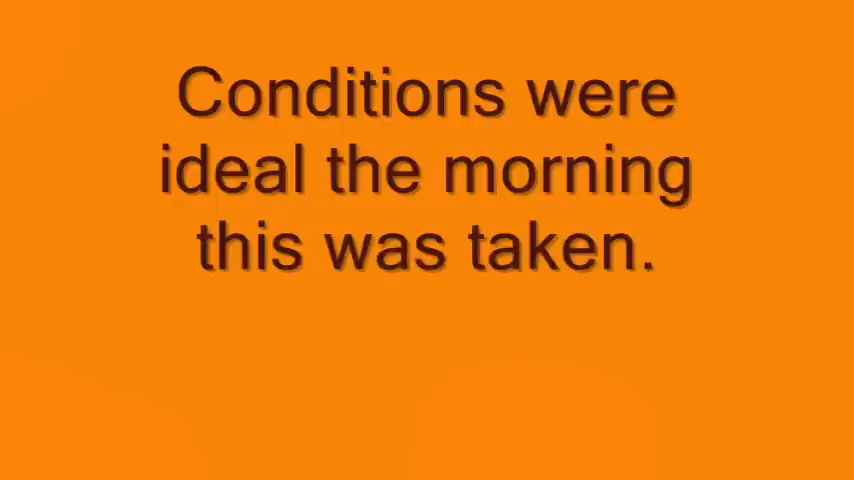 Conditions were
ideal the morning
this was taken.